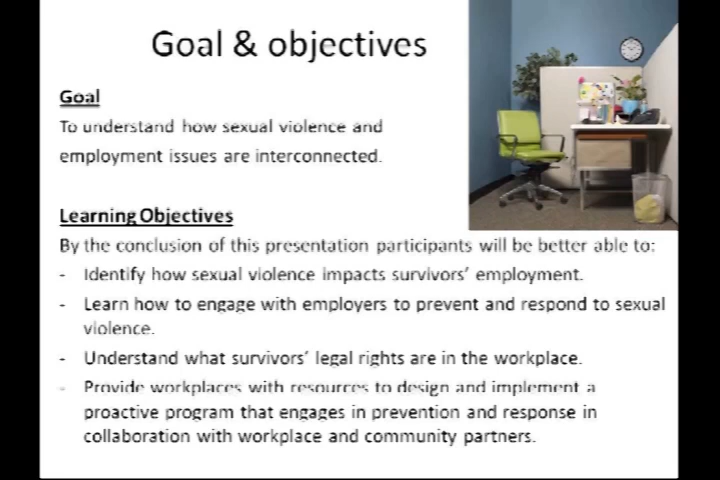 Goal & objectives
Goal
To understand how sexual violence and
employment issues are interconnected.
Learning Objectives
By the conclusion of this presentation participants will be better able to:
- Identify how sexual violence impacts survivors’ employment.
- Learn how to engage with employers to prevent and respond to sexual
violence.
- Understand what survivors’ legal rights are in the workplace.
- Provide workplaces with resources to design and implement a
proactive program that engages in prevention and response in
collaboration with workplace and community partners.